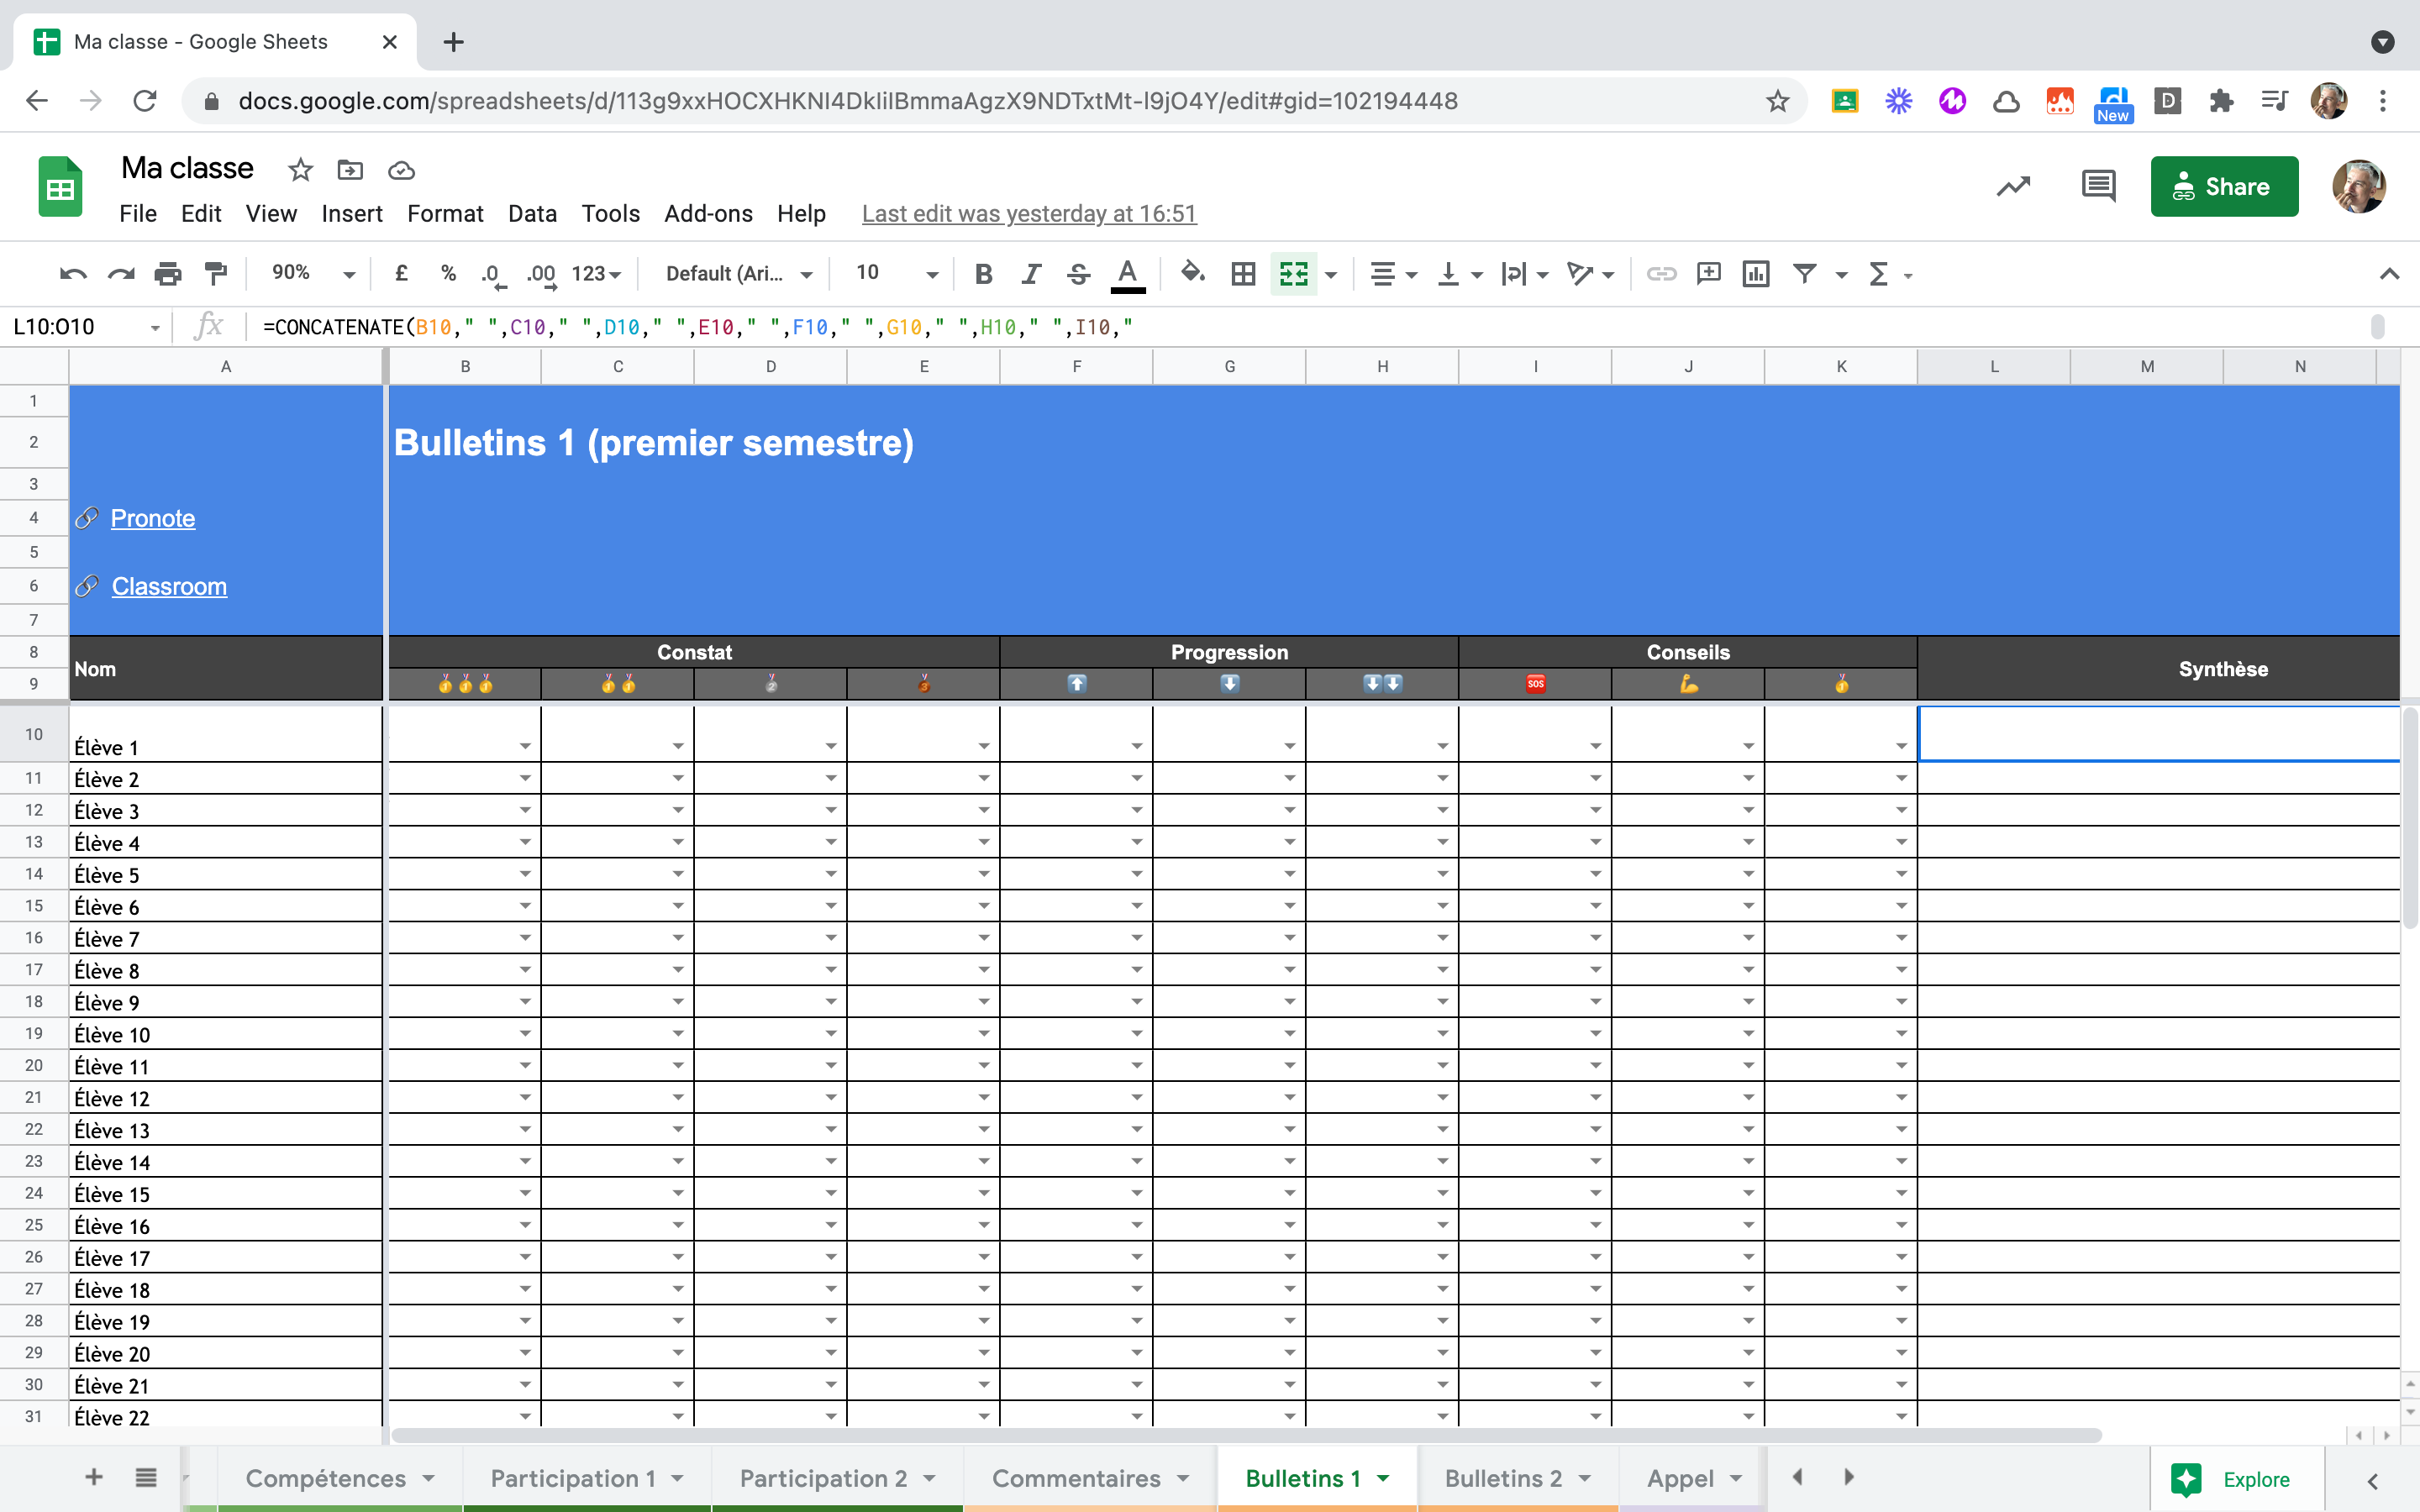 Ma classe - Google Sheets
docs.google.com/spreadsheets/d/113g9xxHOCXHKNI4DkIiIBmmaAgzX9NDTxtMt-I9jO4Y/edit#gid=102194448
New
D
Ma classe
File Edit View Insert Format Data Tools Add-ons Help Last edit was yesterday at 16:51
Share
90% £ % .0 .00 123 Default (Ari... 10 B I S A
L10:O10 fx =CONCATENATE(B10," ",C10," ",D10," ",E10," ",F10," ",G10," ",H10," ",I10,"
A B C D E F G H I J K L M N
1
2 Bulletins 1 (premier semestre)
3
4 Pronote
5
6 Classroom
7
8 Nom Constat Progression Conseils Synthèse
9 SOS
10 Élève 1
11 Élève 2
12 Élève 3
13 Élève 4
14 Élève 5
15 Élève 6
16 Élève 7
17 Élève 8
18 Élève 9
19 Élève 10
20 Élève 11
21 Élève 12
22 Élève 13
23 Élève 14
24 Élève 15
25 Élève 16
26 Élève 17
27 Élève 18
28 Élève 19
29 Élève 20
30 Élève 21
31 Élève 22
Compétences Participation 1 Participation 2 Commentaires Bulletins 1 Bulletins 2 Appel Explore